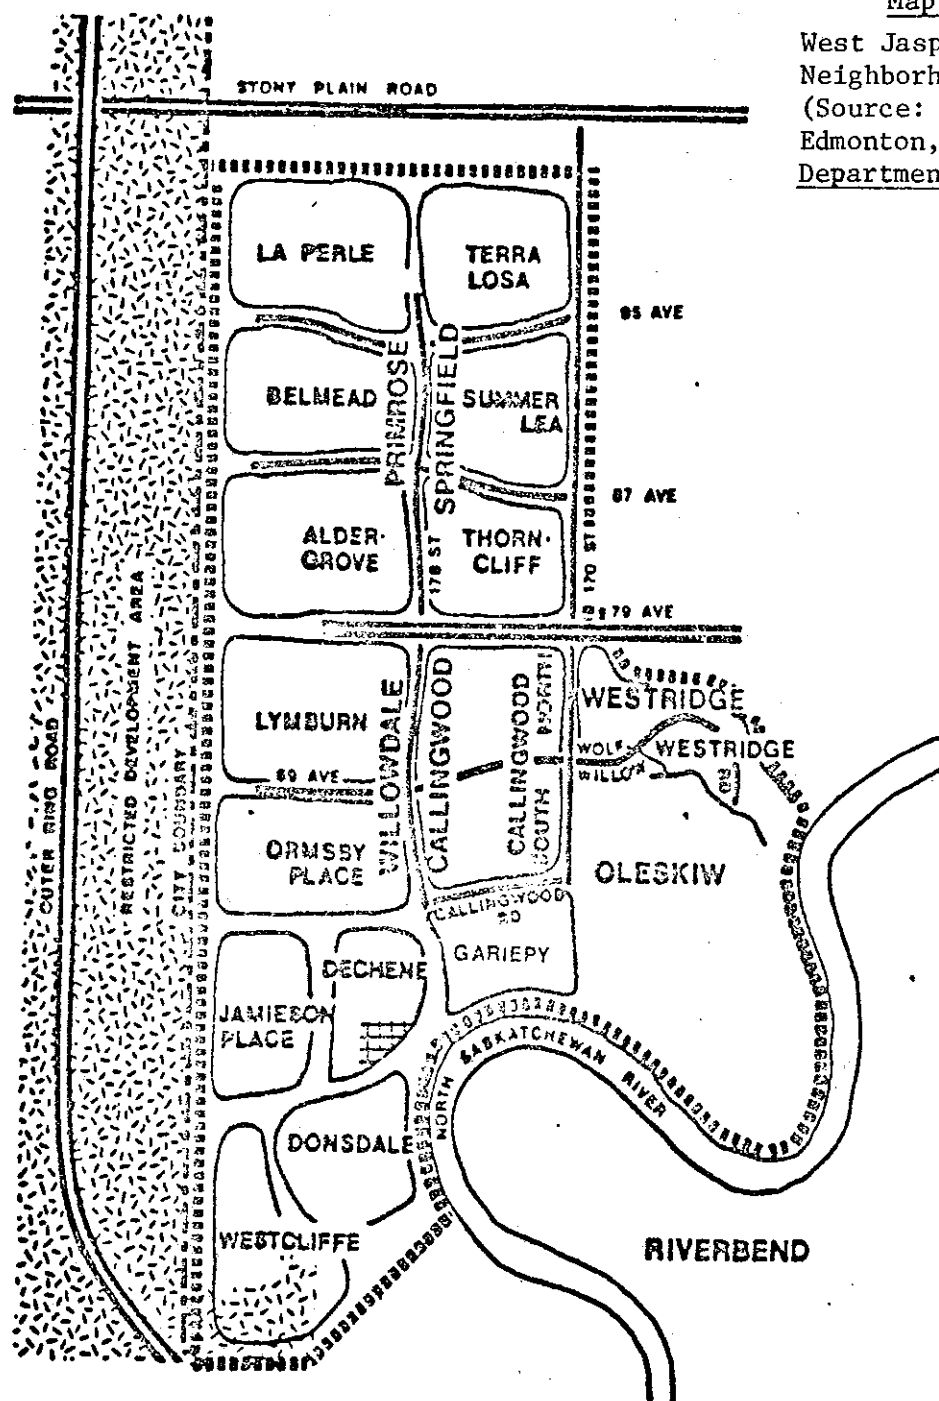 Map
West Jasp
Neighborh
(Source:
Edmonton,
Departmen
STONY PLAIN ROAD
LA PERLE
TERRA
LOSA
95 AVE
PRIMROSE
SPRINGFIELD
BELMEAD
SUMMER
LEA
87 AVE
ALDER-
GROVE
178 ST
THORN-
CLIFF
170 ST
79 AVE
OUTER RING ROAD
RESTRICTED DEVELOPMENT AREA
CITY BOUNDARY
LYMBURN
WILLOWDALE
CALLINGWOOD
CALLINGWOOD
SOUTH NORTH
WESTRIDGE
WOLF
WILLOW
WESTRIDGE
RD
69 AVE
ORMSBY
PLACE
OLESKIW
CALLINGWOOD
RD
GARIEPY
DECHENE
JAMIESON
PLACE
NORTH SASKATCHEWAN RIVER
DONSDALE
WESTCLIFFE
RIVERBEND